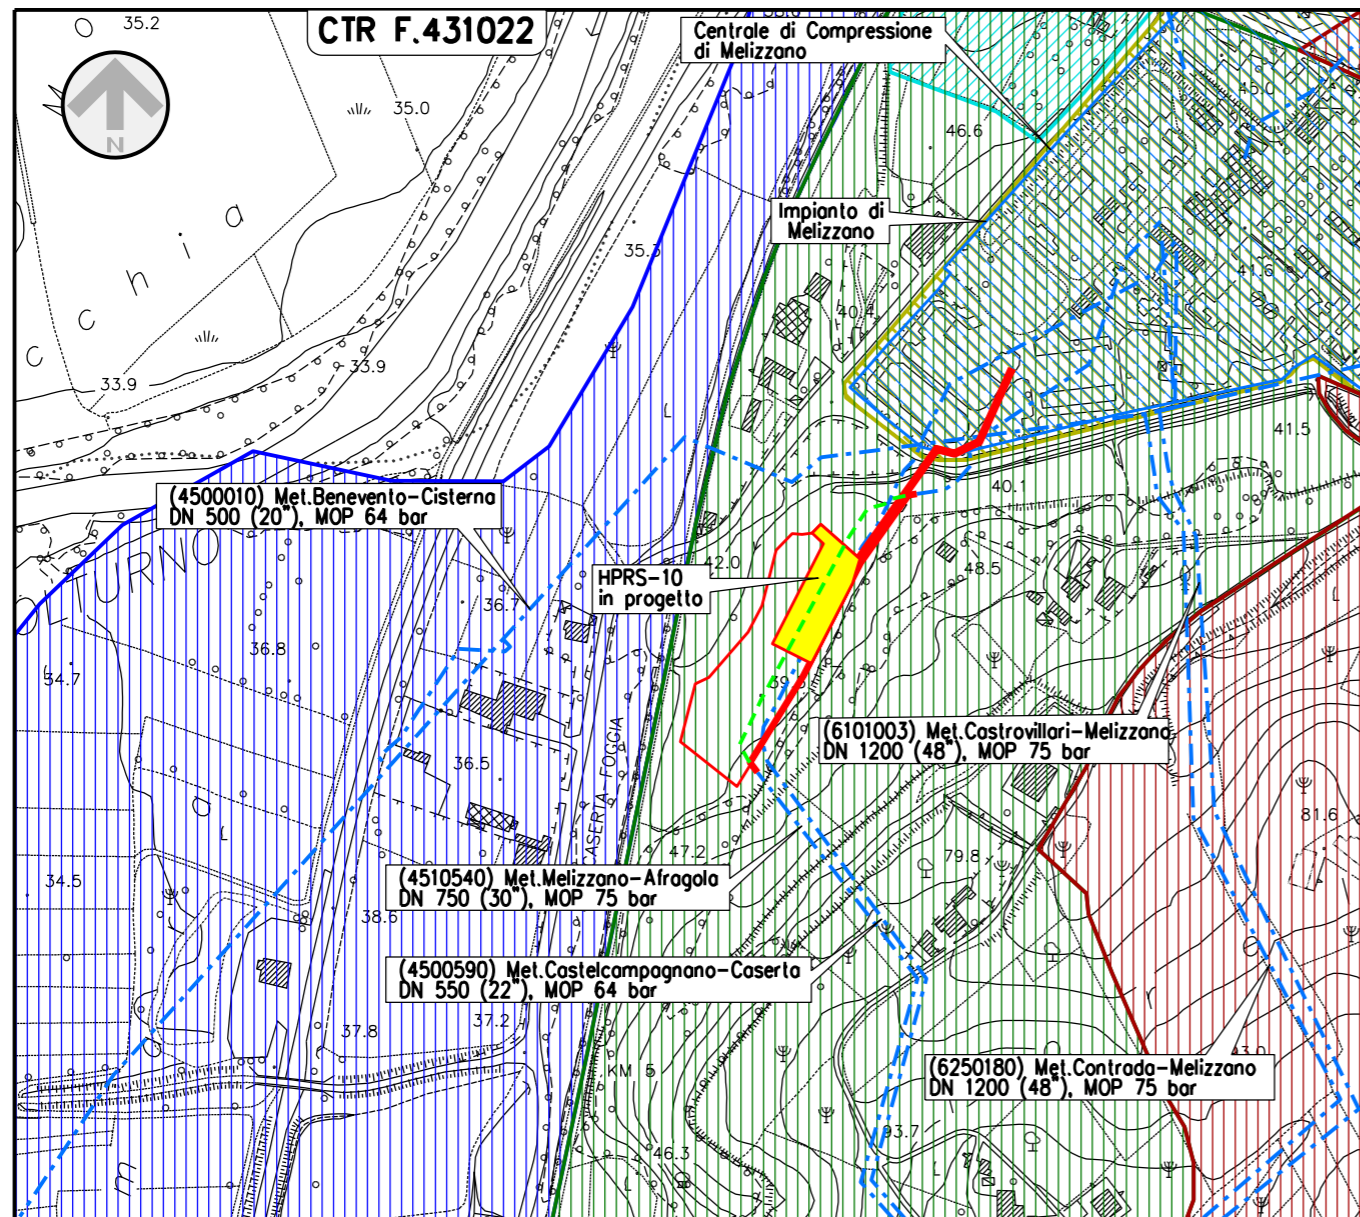 CTR F.431022
N
Centrale di Compressione
di Melizzano
Impianto di
Melizzano
(4500010) Met.Benevento-Cisterna
DN 500 (20"), MOP 64 bar
HPRS-10
in progetto
(6101003) Met.Castrovillari-Melizzano
DN 1200 (48"), MOP 75 bar
(4510540) Met.Melizzano-Afragola
DN 750 (30"), MOP 75 bar
(4500590) Met.Castelcampagnano-Caserta
DN 550 (22"), MOP 64 bar
(6250180) Met.Contrada-Melizzano
DN 1200 (48"), MOP 75 bar
35.2
35.0
46.6
45.0
35.3
40.4
41.6
33.9
33.9
41.5
40.1
42.0
48.5
36.7
36.8
34.7
36.5
47.2
79.8
81.6
34.5
38.6
37.8
37.2
KM 5
46.3
93.7
c c h i a
FOGGIA